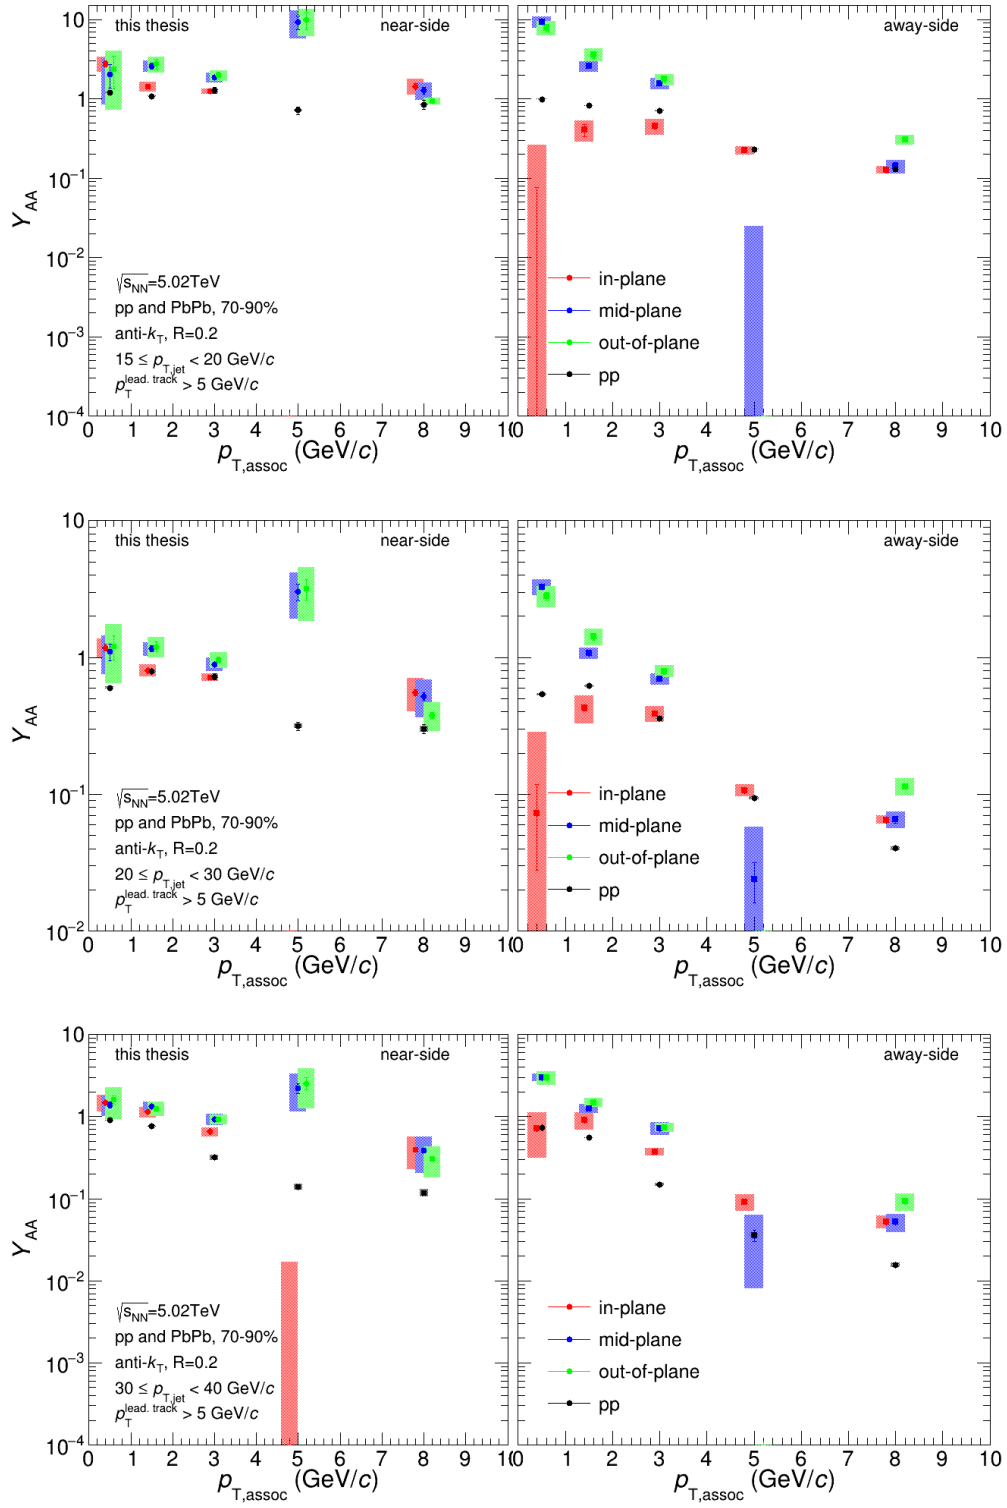 this thesis near-side away-side
10
1
10⁻¹
10⁻²
10⁻³
10⁻⁴
Y_AA
√s_NN=5.02TeV
pp and PbPb, 70-90%
anti-k_T, R=0.2
15 ≤ p_T,jet < 20 GeV/c
p_T^lead. track > 5 GeV/c
in-plane
mid-plane
out-of-plane
pp
0 1 2 3 4 5 6 7 8 9 10 1 2 3 4 5 6 7 8 9 10
p_T,assoc (GeV/c) p_T,assoc (GeV/c)
this thesis near-side away-side
10
1
10⁻¹
10⁻²
Y_AA
√s_NN=5.02TeV
pp and PbPb, 70-90%
anti-k_T, R=0.2
20 ≤ p_T,jet < 30 GeV/c
p_T^lead. track > 5 GeV/c
in-plane
mid-plane
out-of-plane
pp
0 1 2 3 4 5 6 7 8 9 10 1 2 3 4 5 6 7 8 9 10
p_T,assoc (GeV/c) p_T,assoc (GeV/c)
this thesis near-side away-side
10
1
10⁻¹
10⁻²
10⁻³
10⁻⁴
Y_AA
√s_NN=5.02TeV
pp and PbPb, 70-90%
anti-k_T, R=0.2
30 ≤ p_T,jet < 40 GeV/c
p_T^lead. track > 5 GeV/c
in-plane
mid-plane
out-of-plane
pp
0 1 2 3 4 5 6 7 8 9 10 1 2 3 4 5 6 7 8 9 10
p_T,assoc (GeV/c) p_T,assoc (GeV/c)